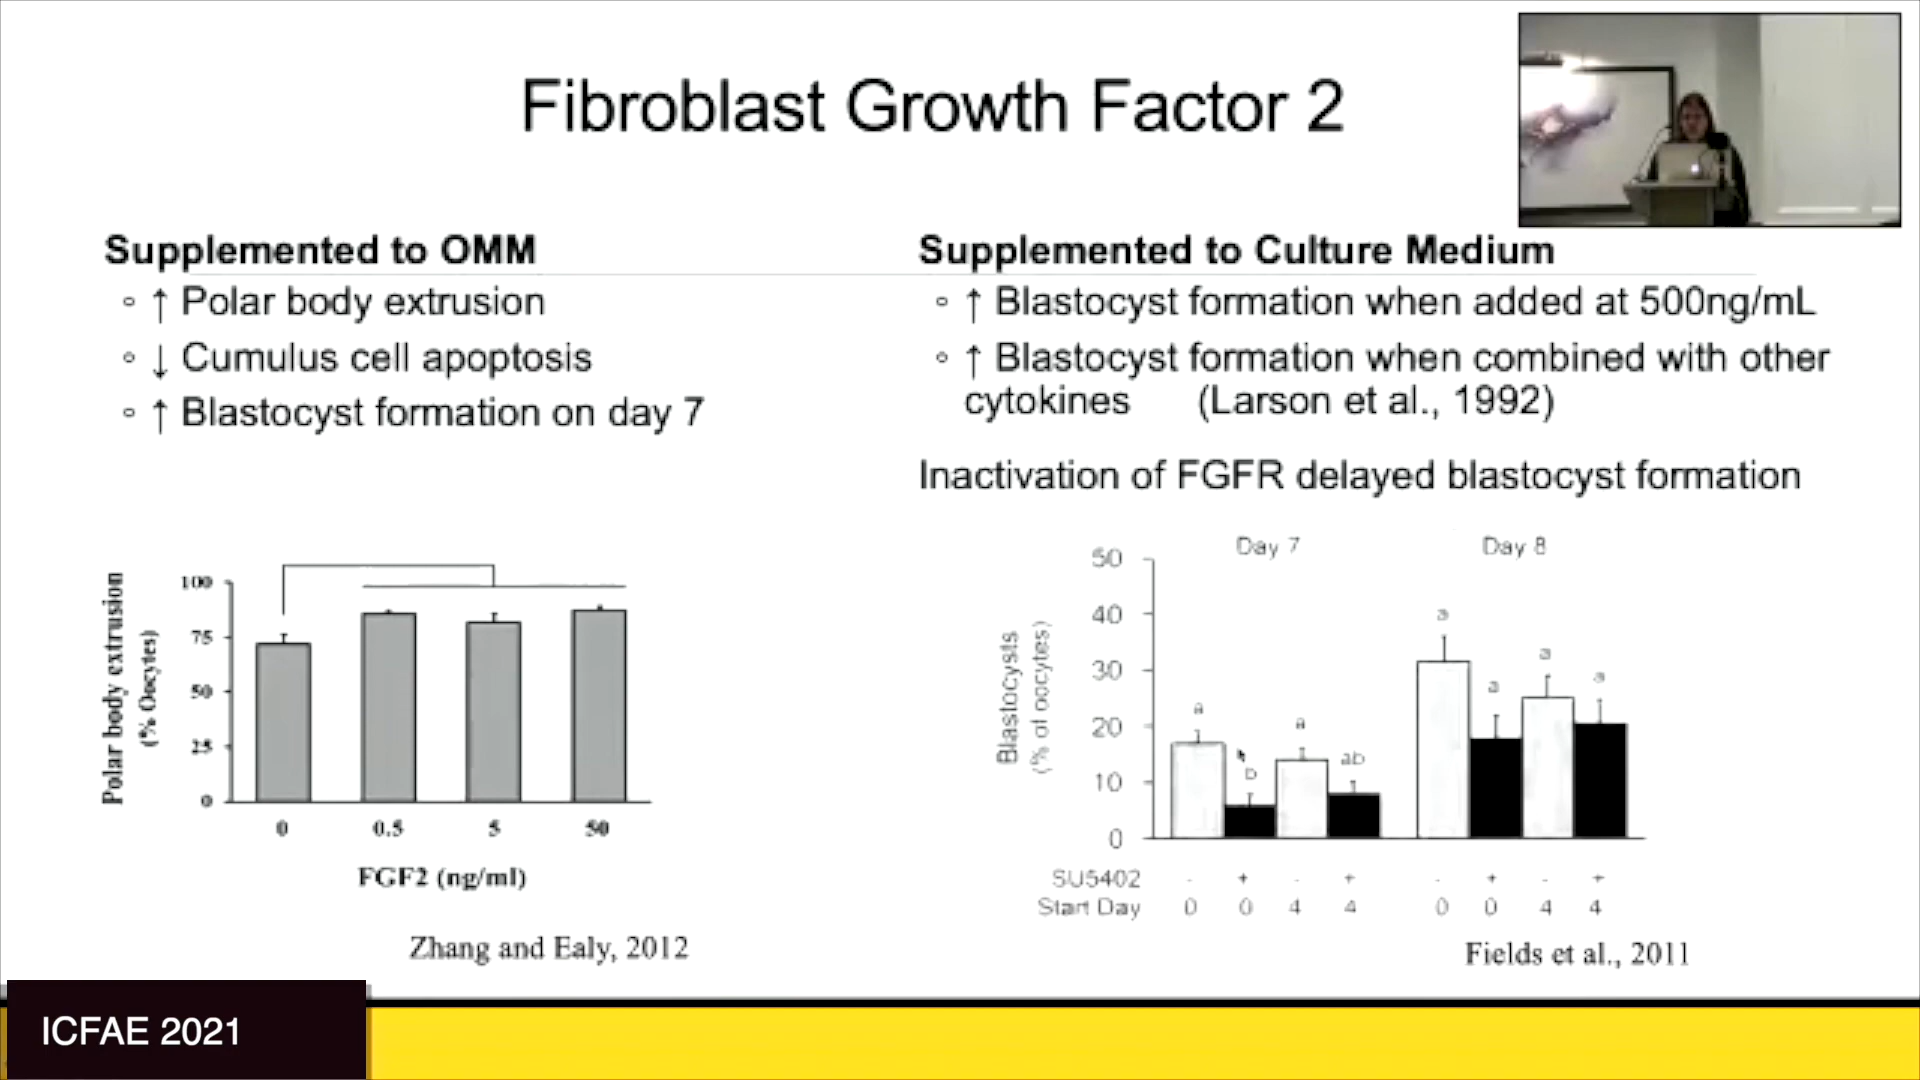 Fibroblast Growth Factor 2
Supplemented to OMM
◦ ↑ Polar body extrusion
◦ ↓ Cumulus cell apoptosis
◦ ↑ Blastocyst formation on day 7
Supplemented to Culture Medium
◦ ↑ Blastocyst formation when added at 500ng/mL
◦ ↑ Blastocyst formation when combined with other
cytokines (Larson et al., 1992)
Inactivation of FGFR delayed blastocyst formation
Polar body extrusion
(% Oocytes)
100
75
50
25
0
0 0.5 5 50
FGF2 (ng/ml)
Zhang and Ealy, 2012
Day 7 Day 8
Blastocysts
(% of oocytes)
50
40
30
20
10
0
a b a ab a a a a
SU5402 - + - + - + - +
Start Day 0 0 4 4 0 0 4 4
Fields et al., 2011
ICFAE 2021